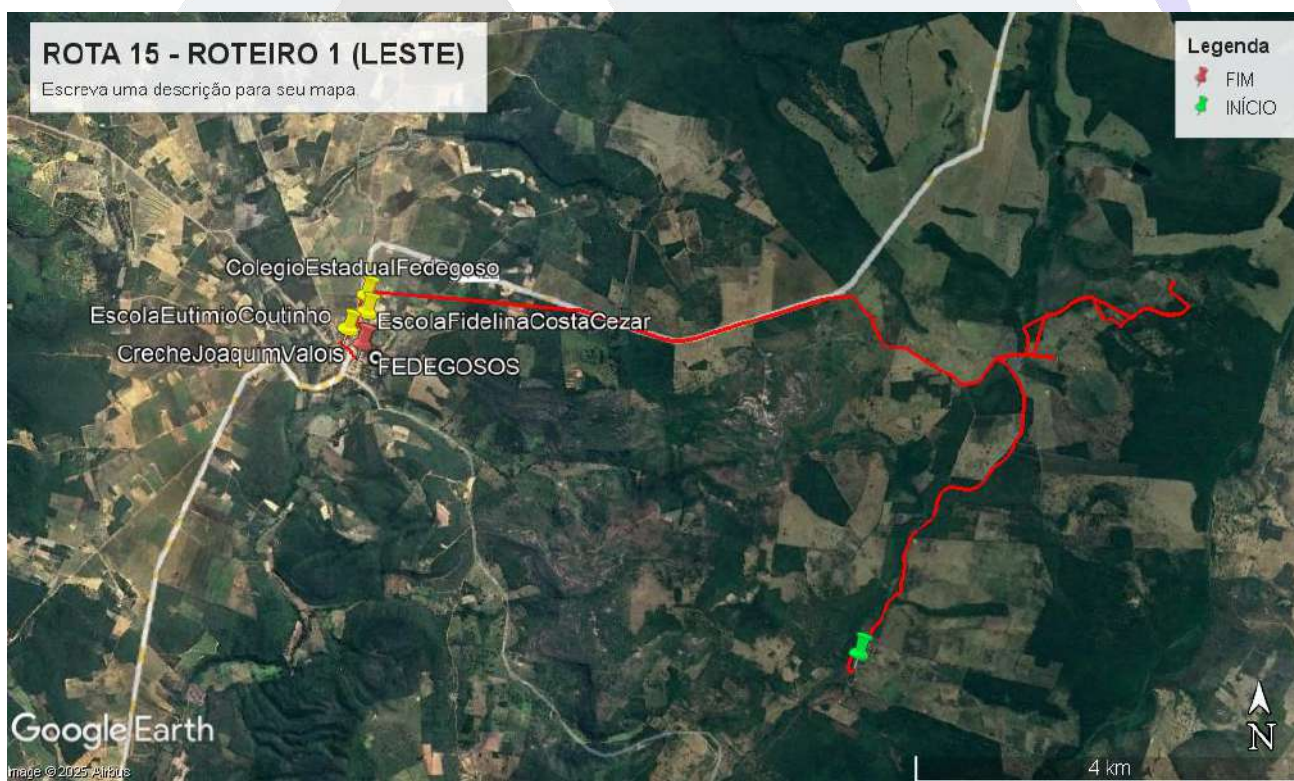 ROTA 15 - ROTEIRO 1 (LESTE)
Escreva uma descrição para seu mapa.
Legenda
FIM
INÍCIO
ColegioEstadualFedegoso
EscolaEutimioCoutinho
EscolaFidelinaCostaCezar
CrecheJoaquimValois
FEDEGOSOS
Google Earth
Image © 2025 Airbus
4 km
N